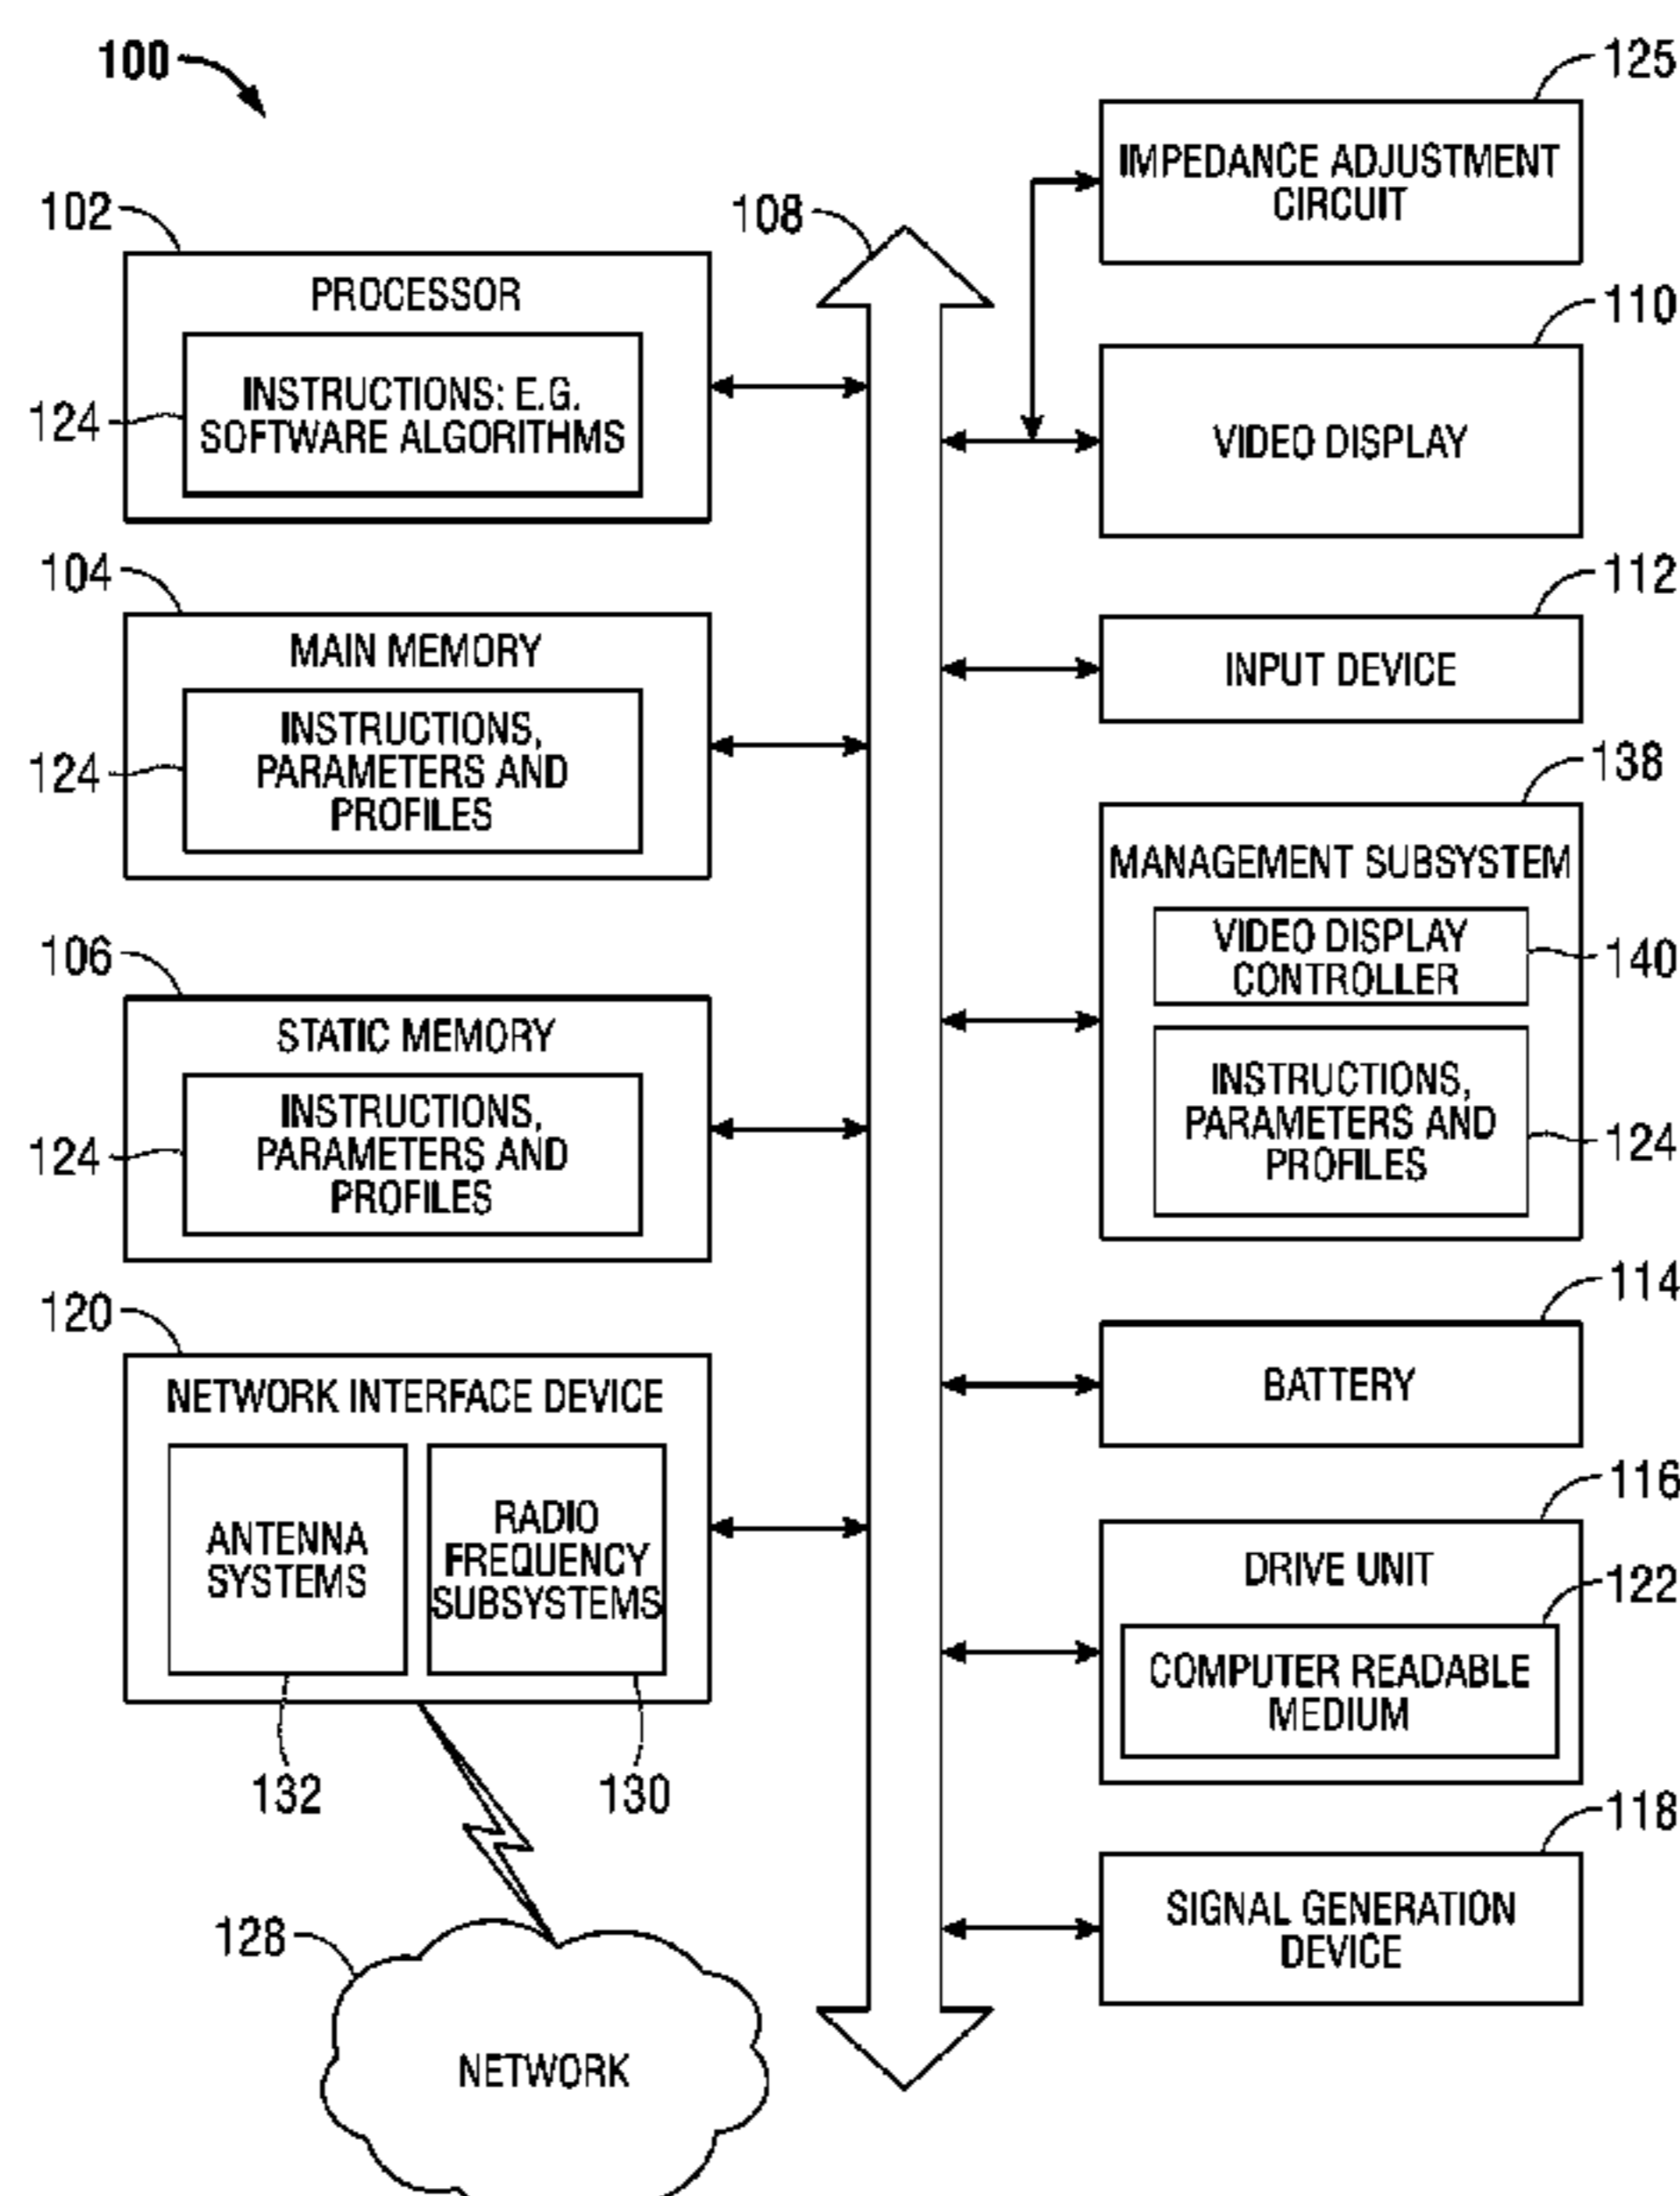 100
102
PROCESSOR
INSTRUCTIONS: E.G.
SOFTWARE ALGORITHMS
124
104
MAIN MEMORY
INSTRUCTIONS,
PARAMETERS AND
PROFILES
124
106
STATIC MEMORY
INSTRUCTIONS,
PARAMETERS AND
PROFILES
124
120
NETWORK INTERFACE DEVICE
ANTENNA
SYSTEMS
RADIO
FREQUENCY
SUBSYSTEMS
132
130
128
NETWORK
108
125
IMPEDANCE ADJUSTMENT
CIRCUIT
110
VIDEO DISPLAY
112
INPUT DEVICE
138
MANAGEMENT SUBSYSTEM
VIDEO DISPLAY
CONTROLLER
140
INSTRUCTIONS,
PARAMETERS AND
PROFILES
124
114
BATTERY
116
DRIVE UNIT
122
COMPUTER READABLE
MEDIUM
118
SIGNAL GENERATION
DEVICE